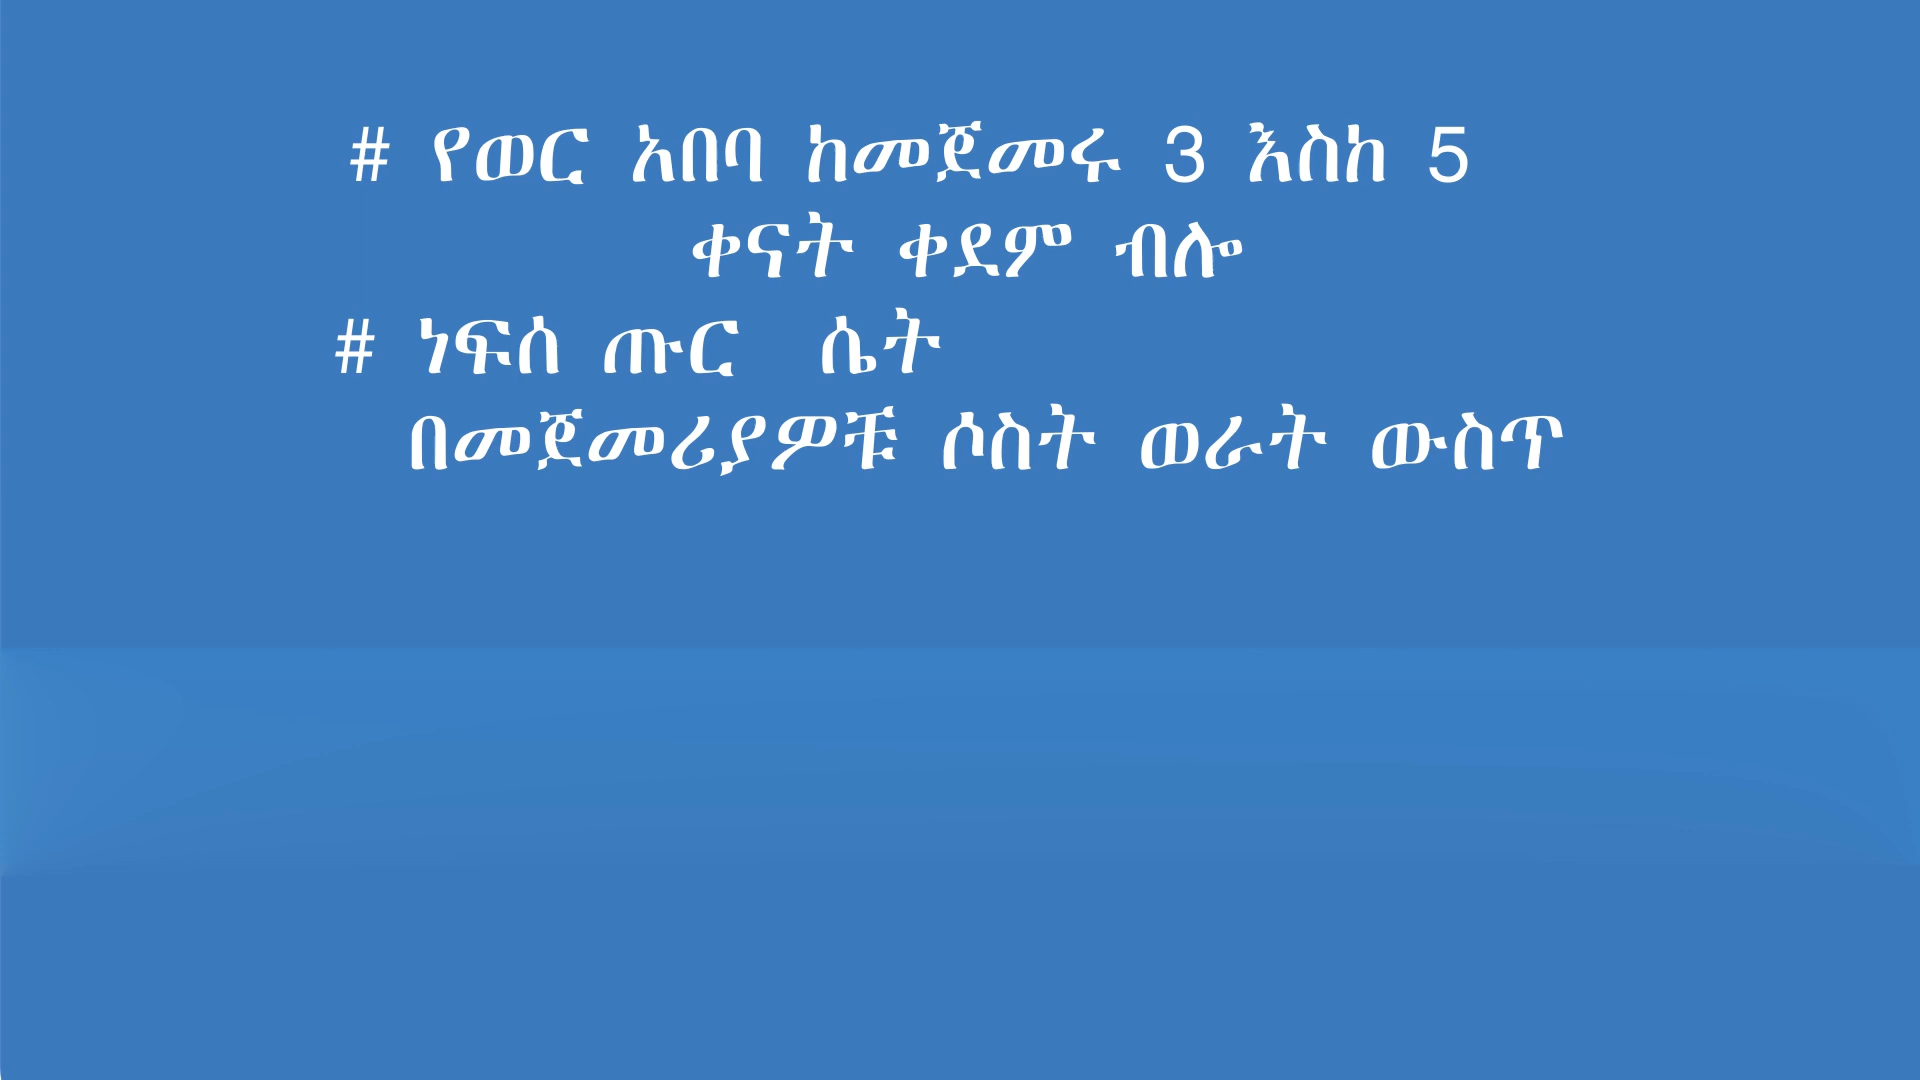 # የወር አበባ ከመጀመሩ 3 እስከ 5
ቀናት ቀደም ብሎ
# ነፍሰ ጡር ሴት
በመጀመሪያዎቹ ሶስት ወራት ውስጥ